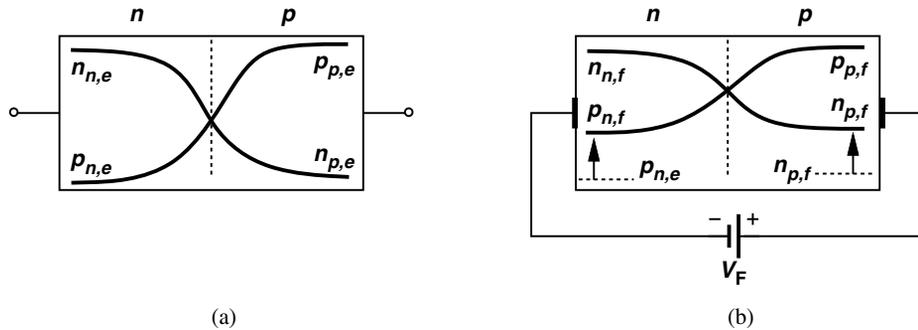 n p
n_{n,e}
p_{p,e}
p_{n,e}
n_{p,e}
(a)
n p
n_{n,f}
p_{p,f}
p_{n,f}
n_{p,f}
p_{n,e}
n_{p,f}
− +
V_F
(b)